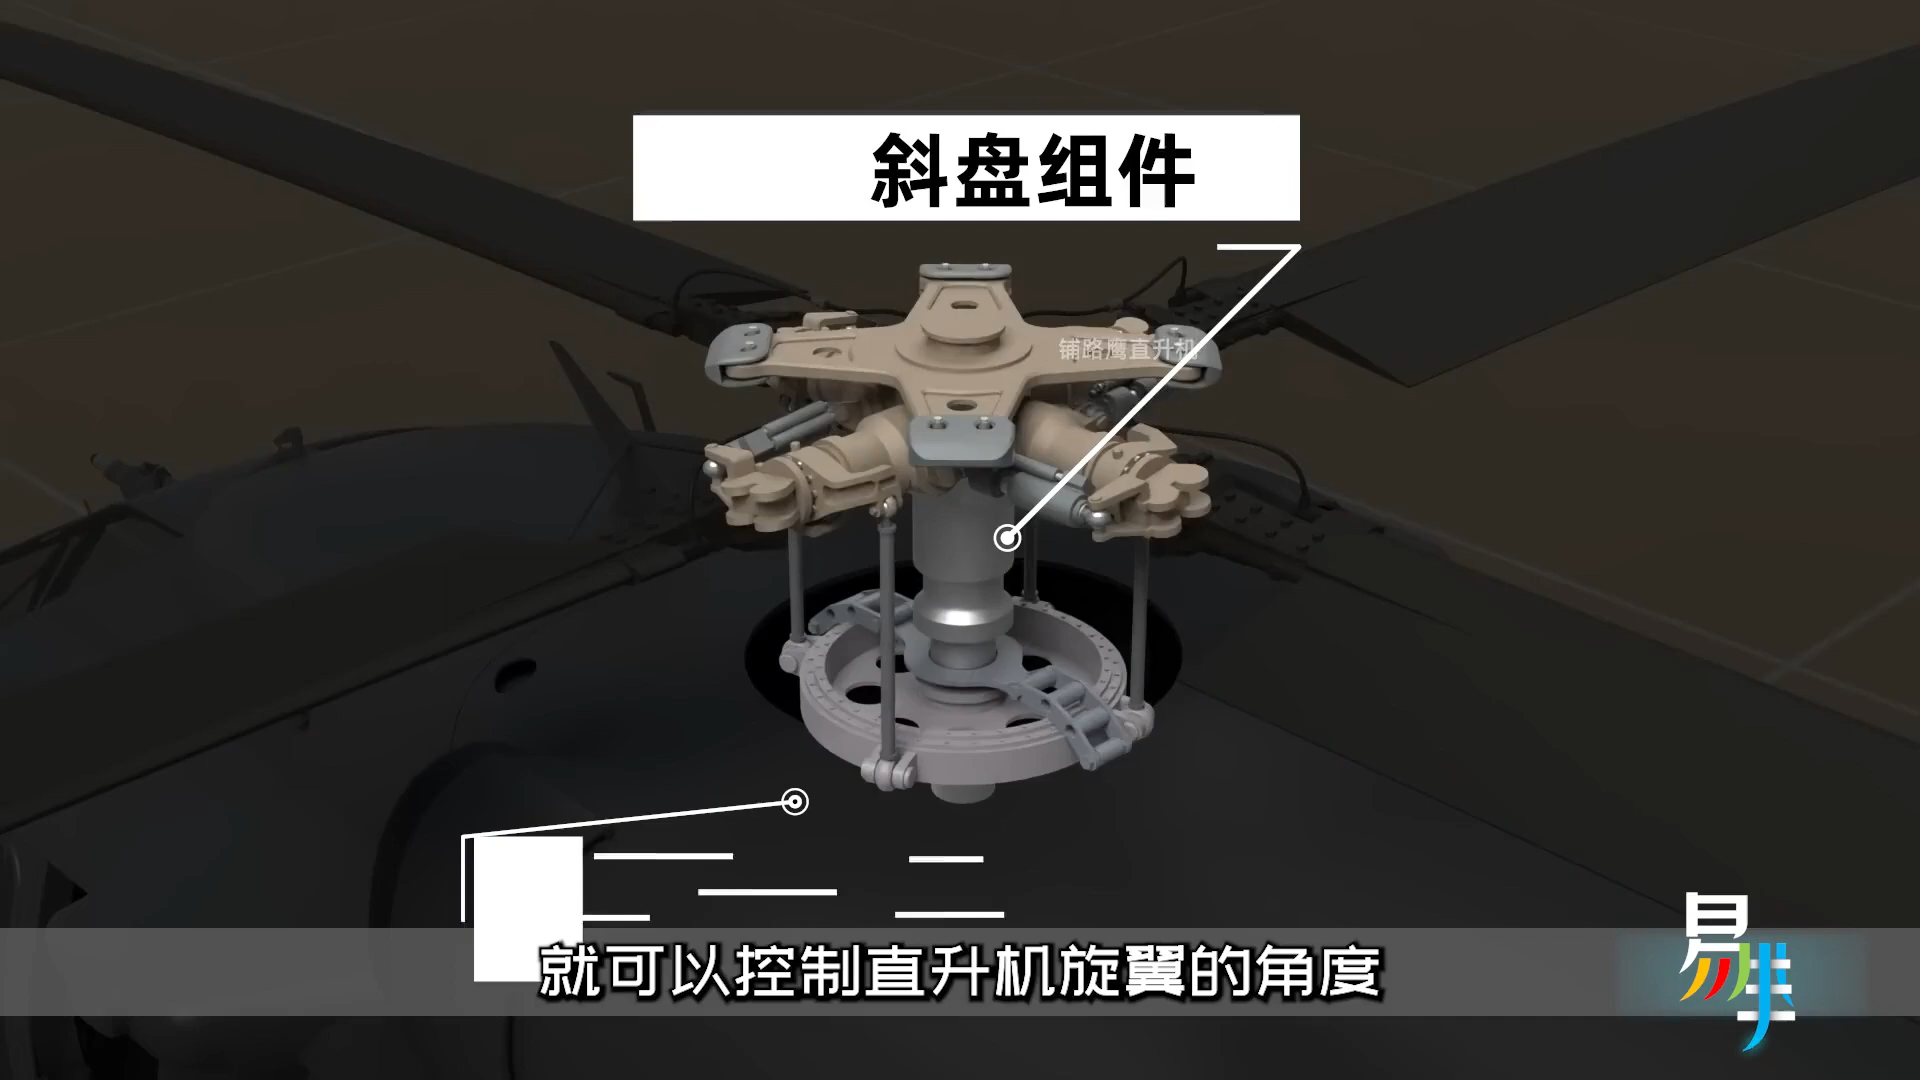 斜盘组件
铺路鹰直升机
就可以控制直升机旋翼的角度